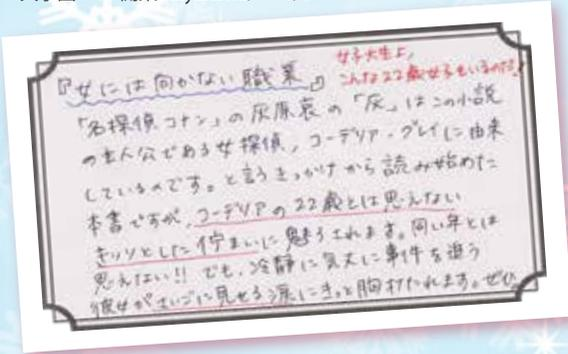 『女には向かない職業』
女子大生よ、
こんな22歳女子もいるのだ!
「名探偵コナン」の灰原哀の「灰」はこの小説
の主人公である女探偵、コーデリア・グレイに由来
しているのです。と言うきっかけから読み始めた
本書ですが、コーデリアの22歳とは思えない
きりりとした佇まいに魅了されます。同い年とは
思えない!! でも、冷静に気丈に事件を追う
彼女がさいごに見せる涙にきっと胸打たれます。ぜひ